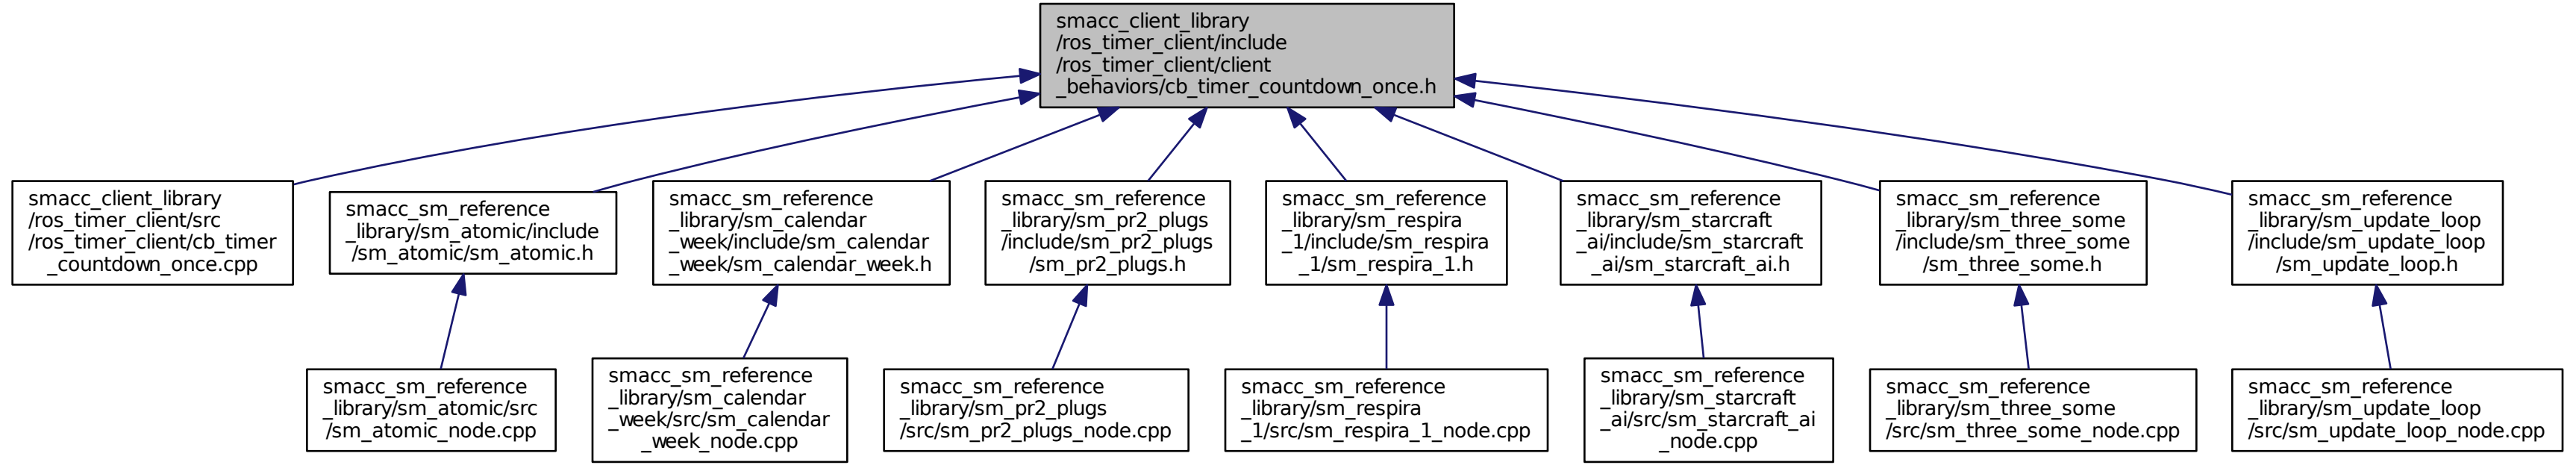 smacc_client_library
/ros_timer_client/include
/ros_timer_client/client
_behaviors/cb_timer_countdown_once.h
smacc_client_library
/ros_timer_client/src
/ros_timer_client/cb_timer
_countdown_once.cpp
smacc_sm_reference
_library/sm_atomic/include
/sm_atomic/sm_atomic.h
smacc_sm_reference
_library/sm_calendar
_week/include/sm_calendar
_week/sm_calendar_week.h
smacc_sm_reference
_library/sm_pr2_plugs
/include/sm_pr2_plugs
/sm_pr2_plugs.h
smacc_sm_reference
_library/sm_respira
_1/include/sm_respira
_1/sm_respira_1.h
smacc_sm_reference
_library/sm_starcraft
_ai/include/sm_starcraft
_ai/sm_starcraft_ai.h
smacc_sm_reference
_library/sm_three_some
/include/sm_three_some
/sm_three_some.h
smacc_sm_reference
_library/sm_update_loop
/include/sm_update_loop
/sm_update_loop.h
smacc_sm_reference
_library/sm_atomic/src
/sm_atomic_node.cpp
smacc_sm_reference
_library/sm_calendar
_week/src/sm_calendar
_week_node.cpp
smacc_sm_reference
_library/sm_pr2_plugs
/src/sm_pr2_plugs_node.cpp
smacc_sm_reference
_library/sm_respira
_1/src/sm_respira_1_node.cpp
smacc_sm_reference
_library/sm_starcraft
_ai/src/sm_starcraft_ai
_node.cpp
smacc_sm_reference
_library/sm_three_some
/src/sm_three_some_node.cpp
smacc_sm_reference
_library/sm_update_loop
/src/sm_update_loop_node.cpp